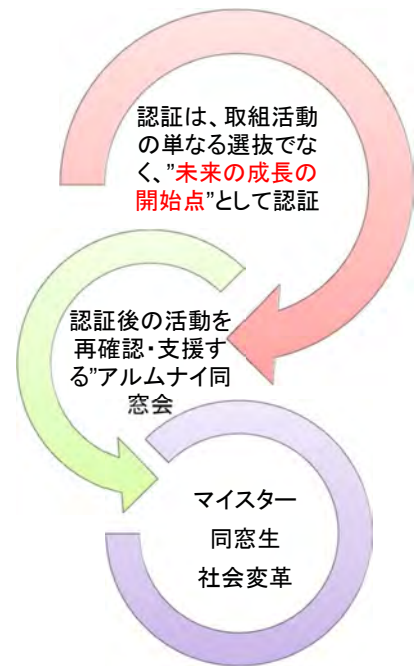 認証は、取組活動
の単なる選抜でな
く、”未来の成長の
開始点”として認証
認証後の活動を
再確認・支援す
る”アルムナイ同
窓会
マイスター
同窓生
社会変革